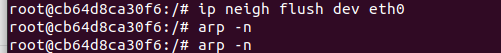 root@cb64d8ca30f6:/# ip neigh flush dev eth0
root@cb64d8ca30f6:/# arp -n
root@cb64d8ca30f6:/# arp -n